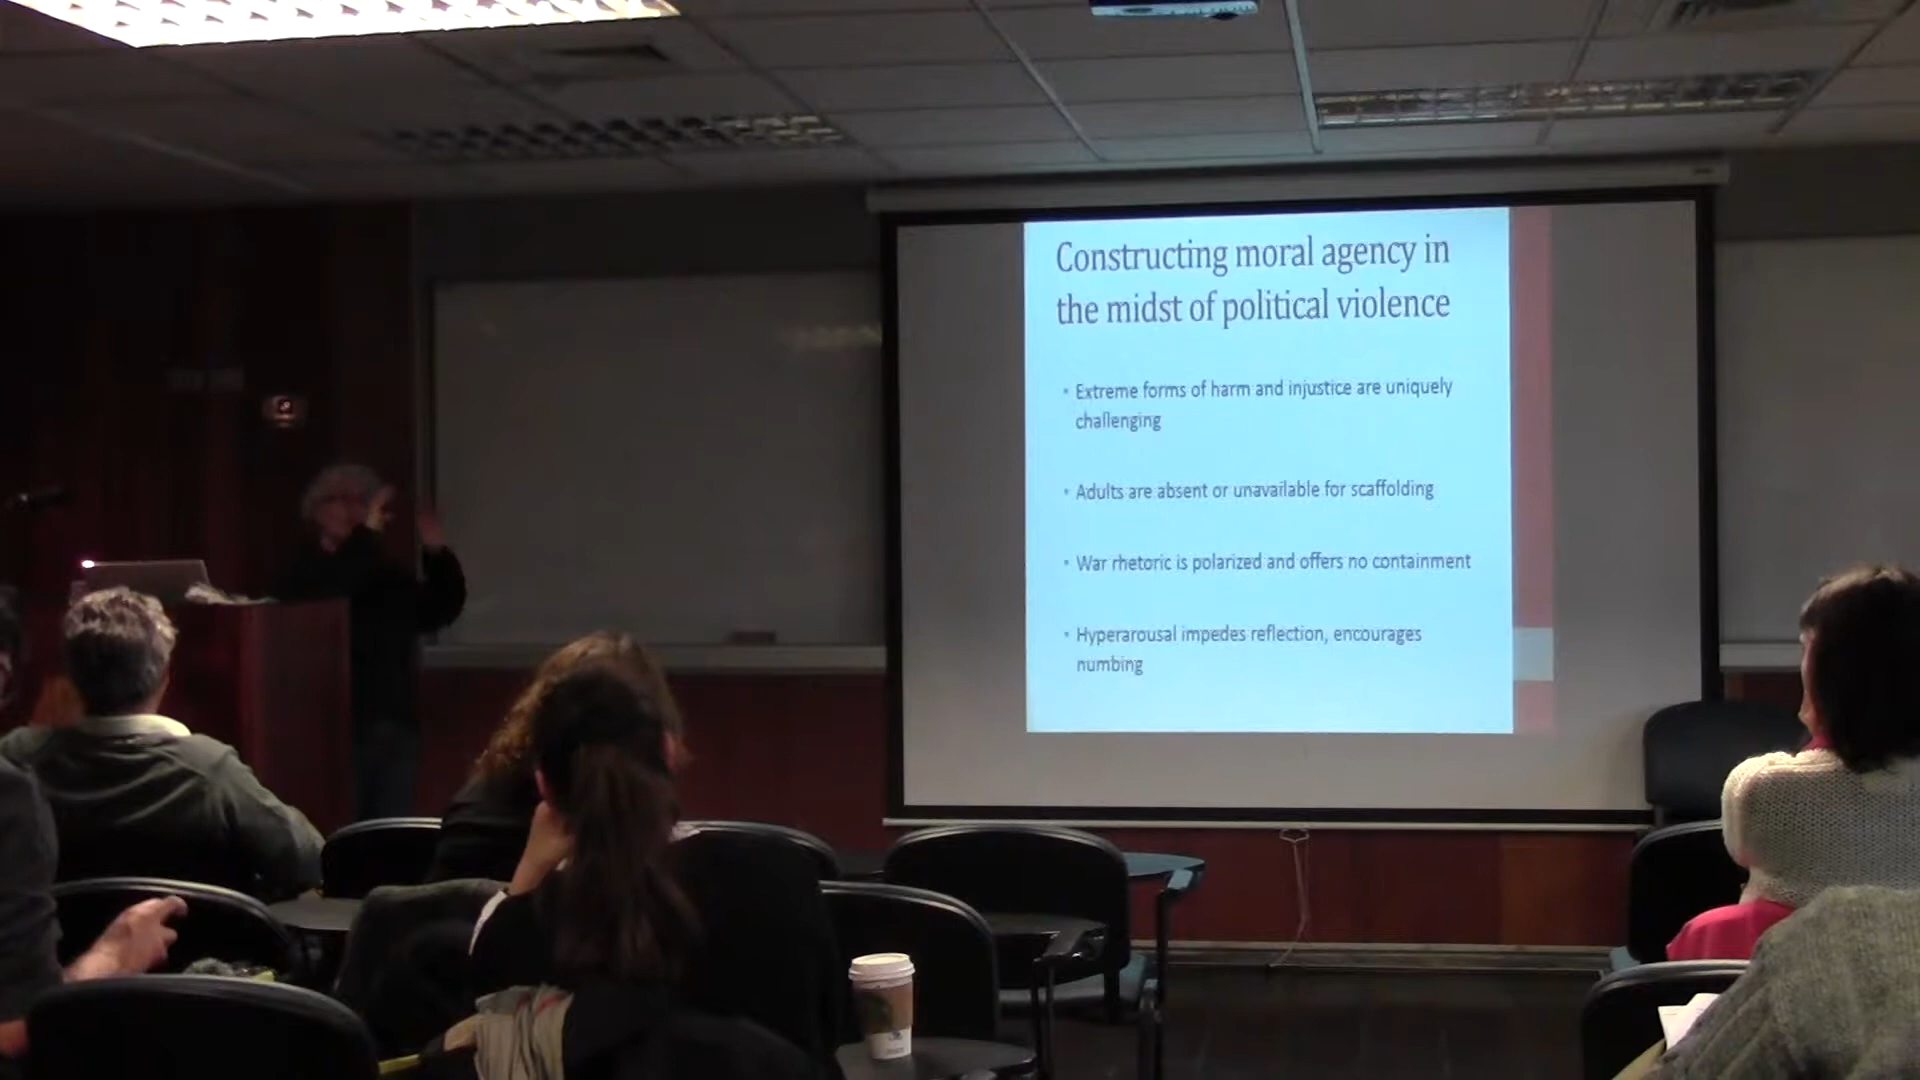 Constructing moral agency in
the midst of political violence
• Extreme forms of harm and injustice are uniquely
challenging
• Adults are absent or unavailable for scaffolding
• War rhetoric is polarized and offers no containment
• Hyperarousal impedes reflection, encourages
numbing